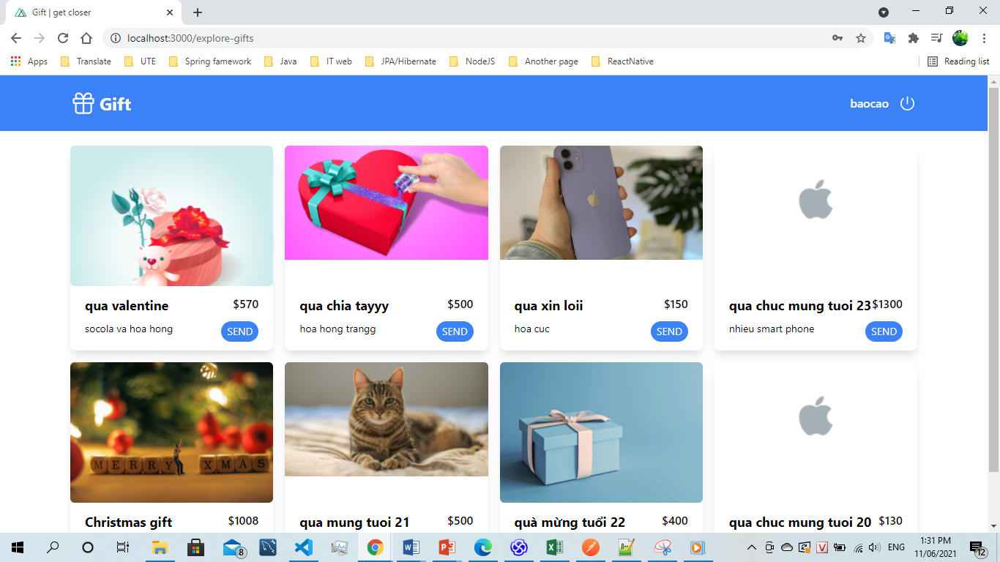 Gift | get closer
localhost:3000/explore-gifts
Apps Translate UTE Spring famework Java IT web JPA/Hibernate NodeJS Another page ReactNative Reading list
Gift baocao
qua valentine $570
socola va hoa hong SEND
qua chia tayyy $500
hoa hong trangg SEND
qua xin loii $150
hoa cuc SEND
qua chuc mung tuoi 23 $1300
nhieu smart phone SEND
MERRY XMAS
Christmas gift $1008
qua mung tuoi 21 $500
quà mừng tuổi 22 $400
qua chuc mung tuoi 20 $130
8
ENG
1:31 PM
11/06/2021
12